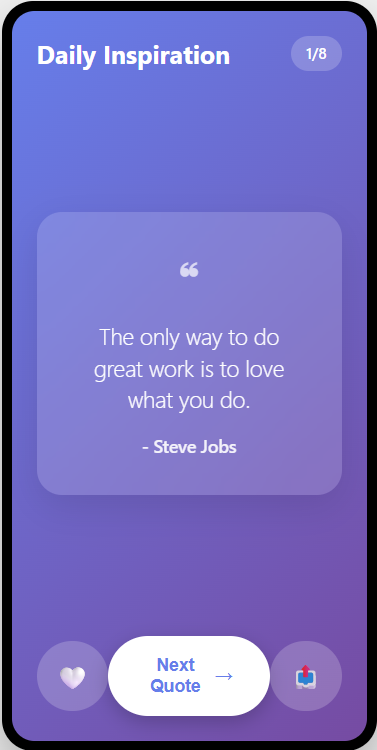 Daily Inspiration
1/8
❝
The only way to do
great work is to love
what you do.
- Steve Jobs
Next
Quote →